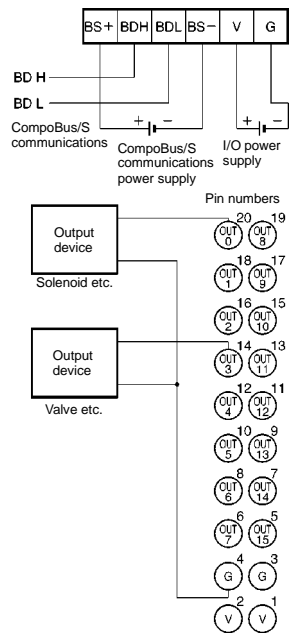 BS+ BDH BDL BS− V G
BD H
BD L
+ − + −
CompoBus/S
communications
CompoBus/S
communications
power supply
I/O power
supply
Pin numbers
20 19
OUT 0 OUT 8
Output
device
Solenoid etc.
18 17
OUT 1 OUT 9
16 15
OUT 2 OUT 10
14 13
OUT 3 OUT 11
Output
device
Valve etc.
12 11
OUT 4 OUT 12
10 9
OUT 5 OUT 13
8 7
OUT 6 OUT 14
6 5
OUT 7 OUT 15
4 3
G G
2 1
V V